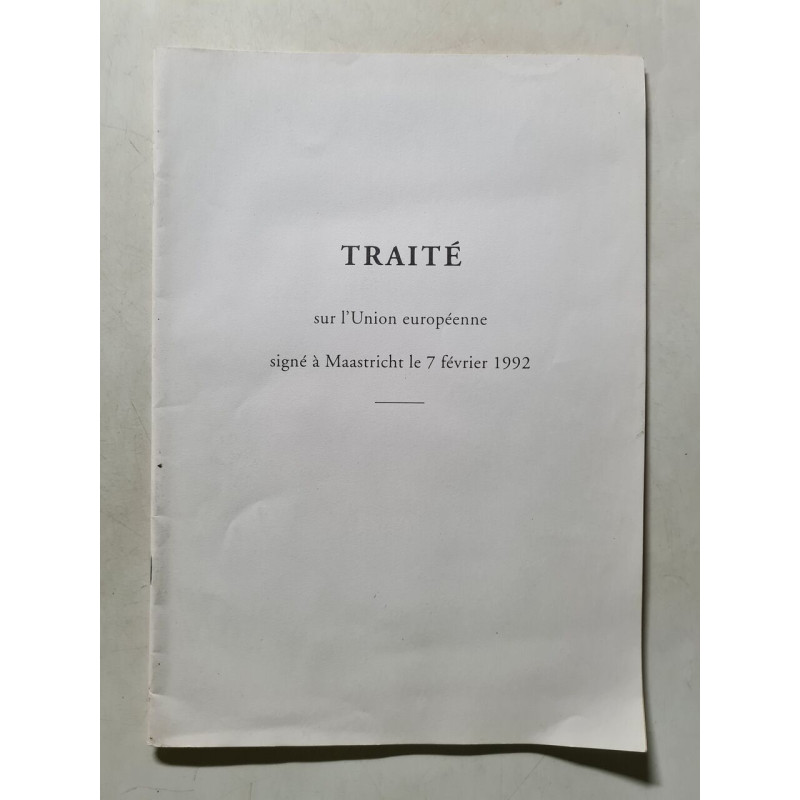 TRAITÉ
sur l'Union européenne
signé à Maastricht le 7 février 1992